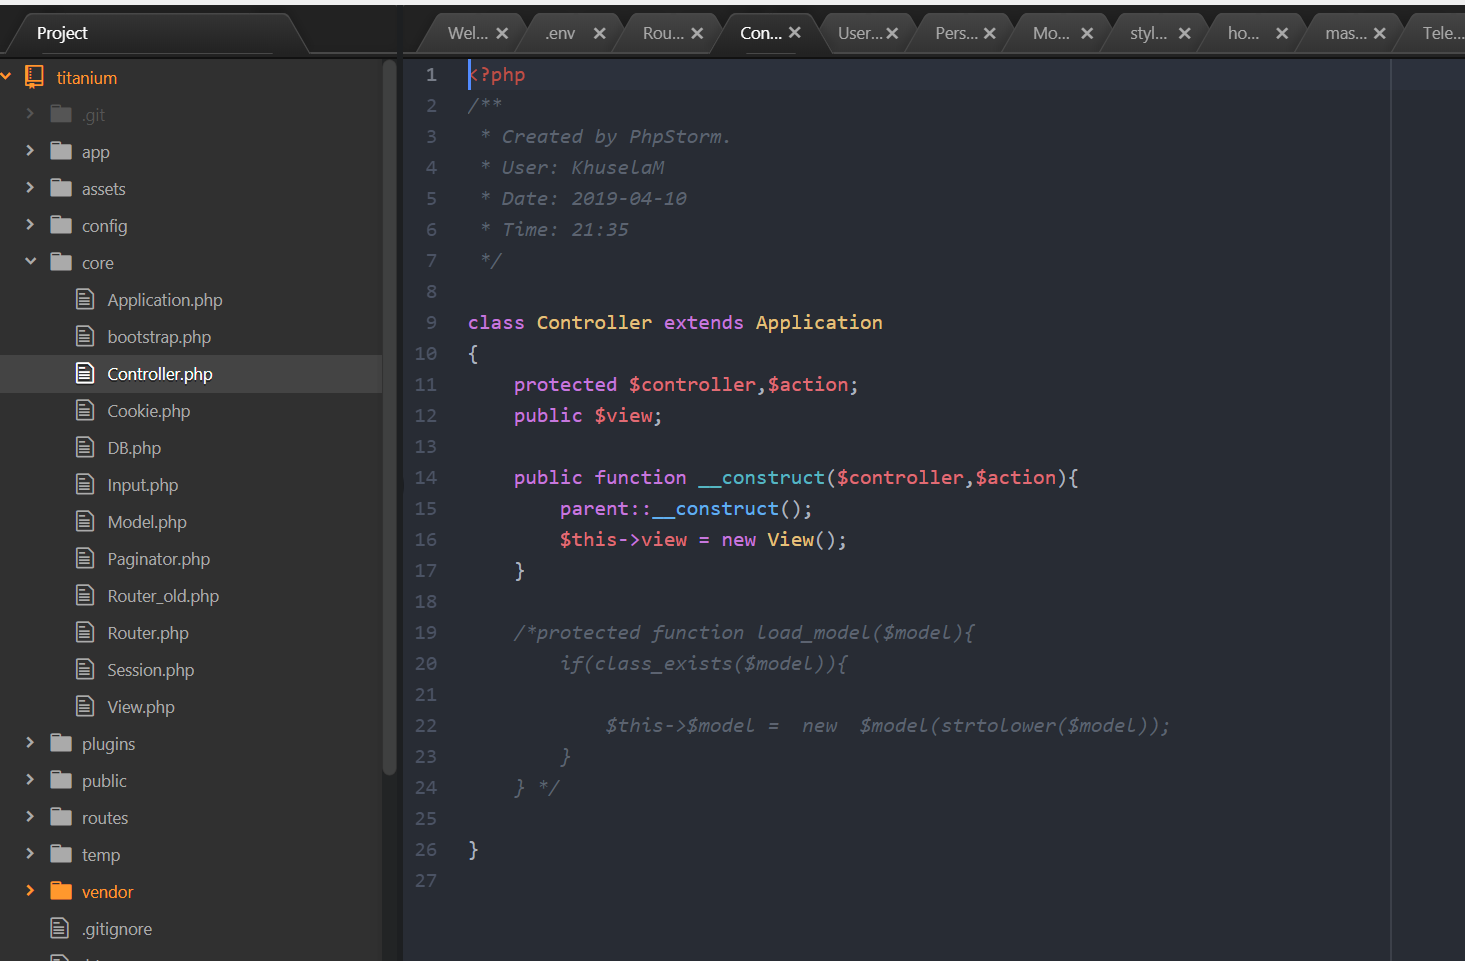 Project
Wel...
.env
Rou...
Con...
User...
Pers...
Mo...
styl...
ho...
mas...
Tele...
titanium
.git
app
assets
config
core
Application.php
bootstrap.php
Controller.php
Cookie.php
DB.php
Input.php
Model.php
Paginator.php
Router_old.php
Router.php
Session.php
View.php
plugins
public
routes
temp
vendor
.gitignore
1 <?php
2 /**
3 * Created by PhpStorm.
4 * User: KhuselaM
5 * Date: 2019-04-10
6 * Time: 21:35
7 */
8
9 class Controller extends Application
10 {
11 protected $controller,$action;
12 public $view;
13
14 public function __construct($controller,$action){
15 parent::__construct();
16 $this->view = new View();
17 }
18
19 /*protected function load_model($model){
20 if(class_exists($model)){
21
22 $this->$model = new $model(strtolower($model));
23 }
24 } */
25
26 }
27